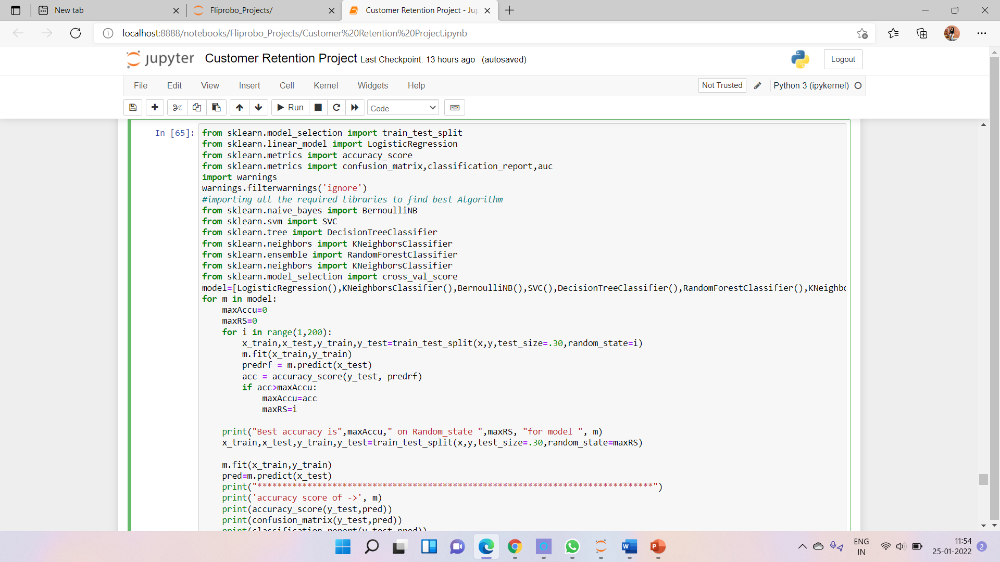 New tab
Fliprobo_Projects/
Customer Retention Project - Jup
localhost:8888/notebooks/Fliprobo_Projects/Customer%20Retention%20Project.ipynb
jupyter Customer Retention Project Last Checkpoint: 13 hours ago (autosaved)
Logout
File Edit View Insert Cell Kernel Widgets Help
Not Trusted
Python 3 (ipykernel)
Run
Code
In [65]:
from sklearn.model_selection import train_test_split
from sklearn.linear_model import LogisticRegression
from sklearn.metrics import accuracy_score
from sklearn.metrics import confusion_matrix,classification_report,auc
import warnings
warnings.filterwarnings('ignore')
#importing all the required libraries to find best Algorithm
from sklearn.naive_bayes import BernoulliNB
from sklearn.svm import SVC
from sklearn.tree import DecisionTreeClassifier
from sklearn.neighbors import KNeighborsClassifier
from sklearn.ensemble import RandomForestClassifier
from sklearn.neighbors import KNeighborsClassifier
from sklearn.model_selection import cross_val_score
model=[LogisticRegression(),KNeighborsClassifier(),BernoulliNB(),SVC(),DecisionTreeClassifier(),RandomForestClassifier(),KNeighbo
for m in model:
    maxAccu=0
    maxRS=0
    for i in range(1,200):
        x_train,x_test,y_train,y_test=train_test_split(x,y,test_size=.30,random_state=i)
        m.fit(x_train,y_train)
        predrf = m.predict(x_test)
        acc = accuracy_score(y_test, predrf)
        if acc>maxAccu:
            maxAccu=acc
            maxRS=i
    print("Best accuracy is",maxAccu," on Random_state ",maxRS, "for model ", m)
    x_train,x_test,y_train,y_test=train_test_split(x,y,test_size=.30,random_state=maxRS)
    m.fit(x_train,y_train)
    pred=m.predict(x_test)
    print("*******************************************************************************")
    print('accuracy score of ->', m)
    print(accuracy_score(y_test,pred))
    print(confusion_matrix(y_test,pred))
    print(classification_report(y_test,pred))
ENG
IN
11:54
25-01-2022
2